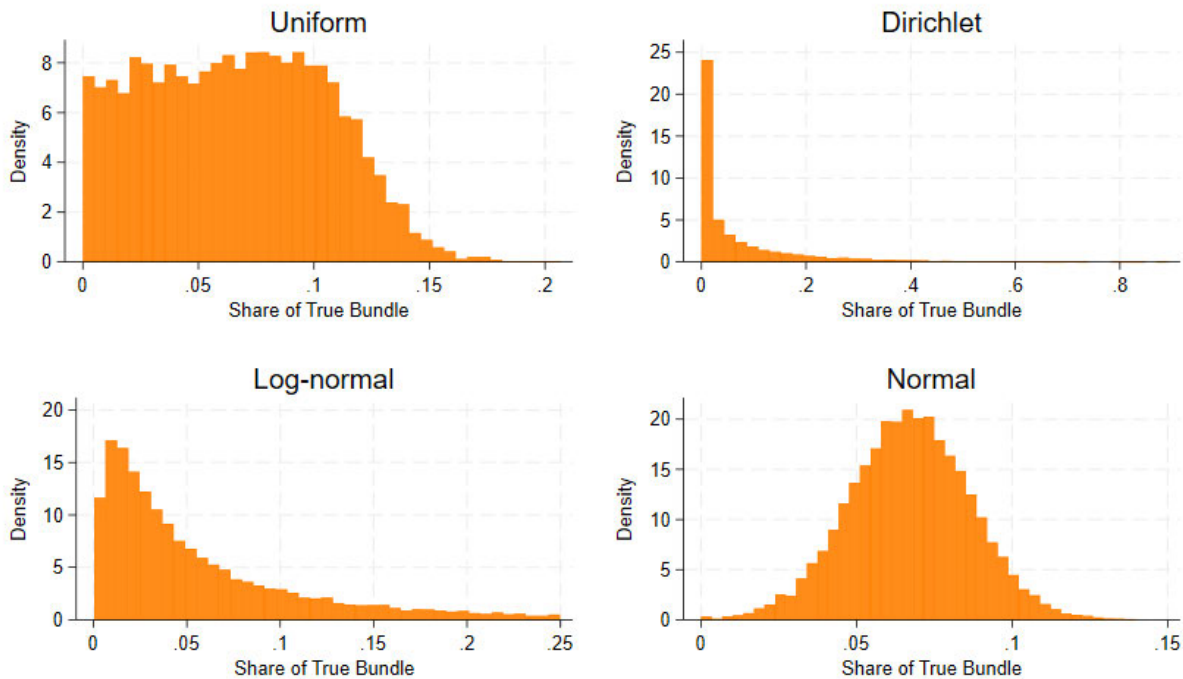 Uniform
Density
8
6
4
2
0
0 .05 .1 .15 .2
Share of True Bundle
Dirichlet
Density
25
20
15
10
5
0
0 .2 .4 .6 .8
Share of True Bundle
Log-normal
Density
20
15
10
5
0
0 .05 .1 .15 .2 .25
Share of True Bundle
Normal
Density
20
15
10
5
0
0 .05 .1 .15
Share of True Bundle